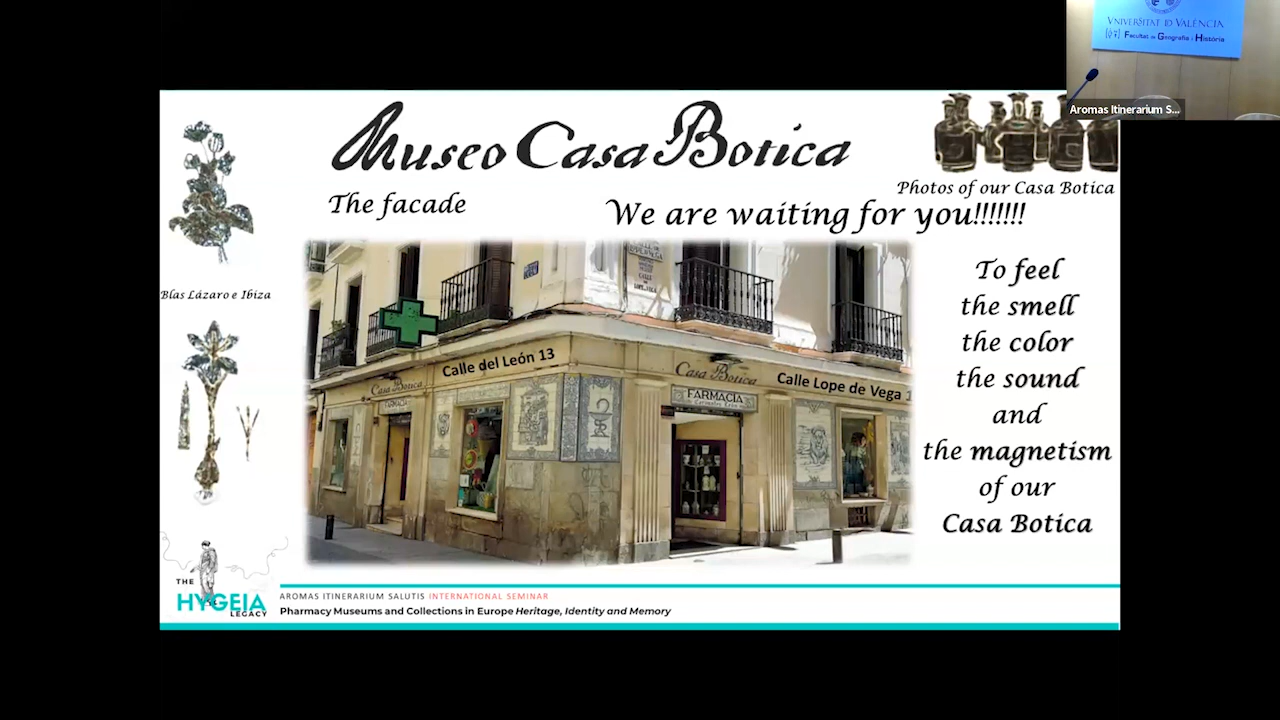 VNIVERSITAT ID VALÈNCIA
Facultat de Geografia i Història
Aromas Itinerarium S...
Museo Casa Botica
Photos of our Casa Botica
The facade
We are waiting for you!!!!!!!
Blas Lázaro e Ibiza
Calle del León 13
Casa Botica
FARMACIA
Casa Botica
FARMACIA
Calle Lope de Vega 1
To feel
the smell
the color
the sound
and
the magnetism
of our
Casa Botica
THE
HYGEIA
LEGACY
AROMAS ITINERARIUM SALUTIS INTERNATIONAL SEMINAR
Pharmacy Museums and Collections in Europe Heritage, Identity and Memory